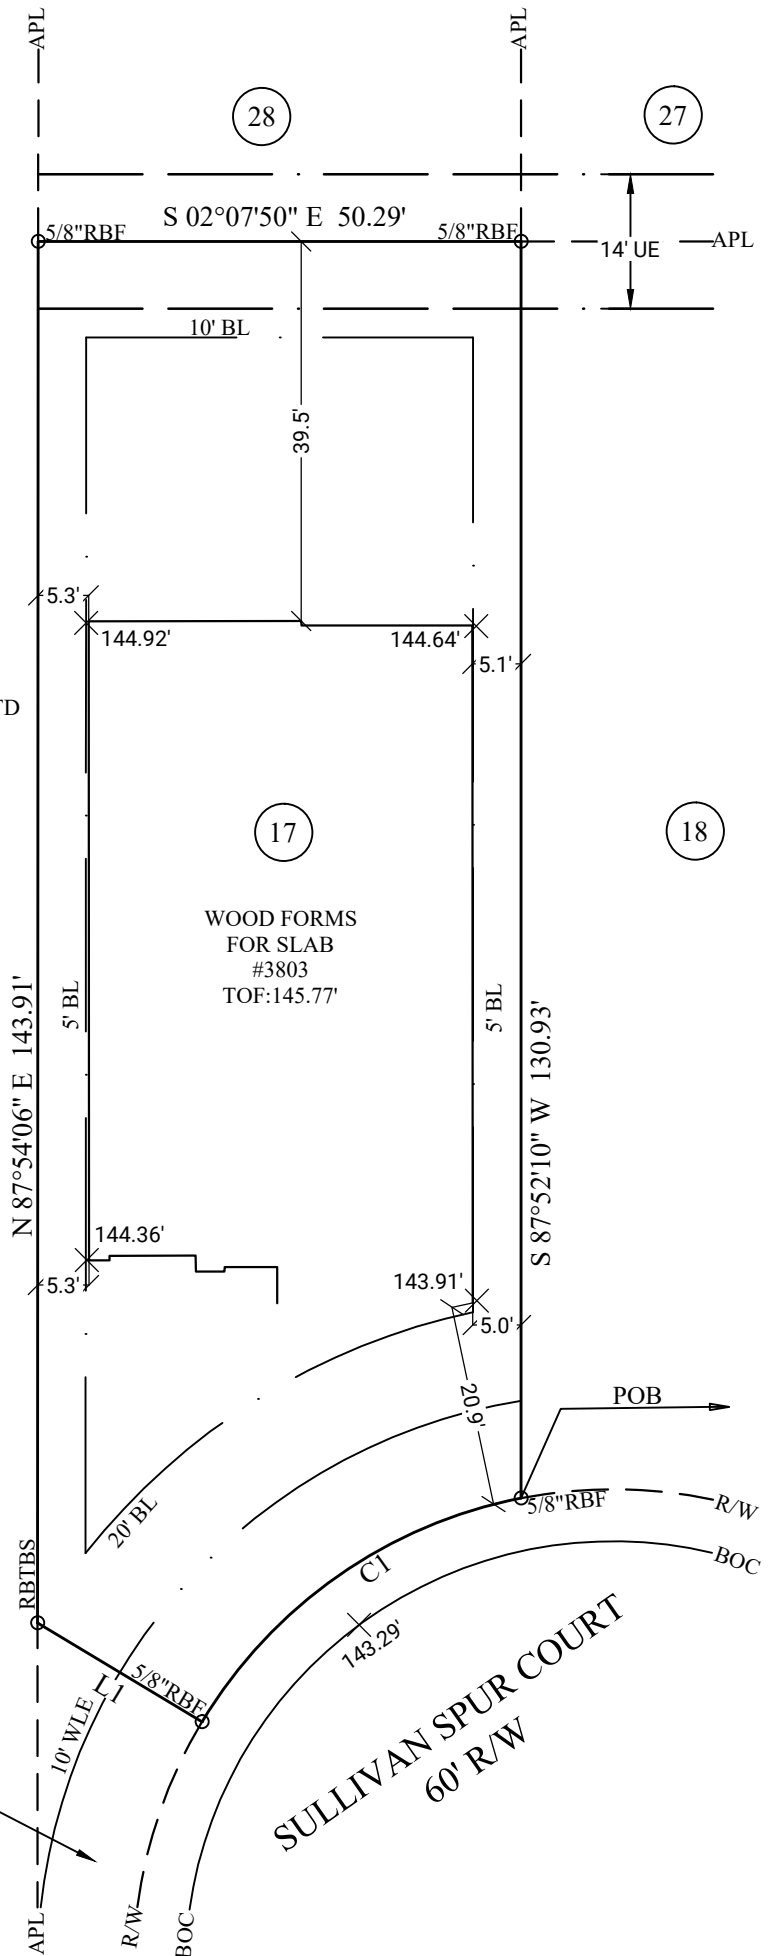 APL
APL
28
27
S 02°07'50" E 50.29'
5/8"RBF
5/8"RBF
14' UE
APL
10' BL
39.5'
5.3'
144.92'
144.64'
5.1'
TD
17
18
WOOD FORMS
FOR SLAB
#3803
TOF:145.77'
N 87°54'06" E 143.91'
5' BL
5' BL
S 87°52'10" W 130.93'
144.36'
5.3'
143.91'
5.0'
20.9'
POB
5/8"RBF
R/W
BOC
20' BL
RBTBS
C1
143.29'
5/8"RBF
L1
10' WLE
SULLIVAN SPUR COURT
60' R/W
APL
R/W
BOC